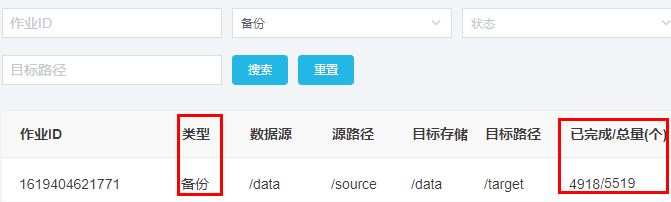 作业ID 备份 状态
目标路径 搜索 重置
作业ID 类型 数据源 源路径 目标存储 目标路径 已完成/总量(个)
1619404621771 备份 /data /source /data /target 4918/5519